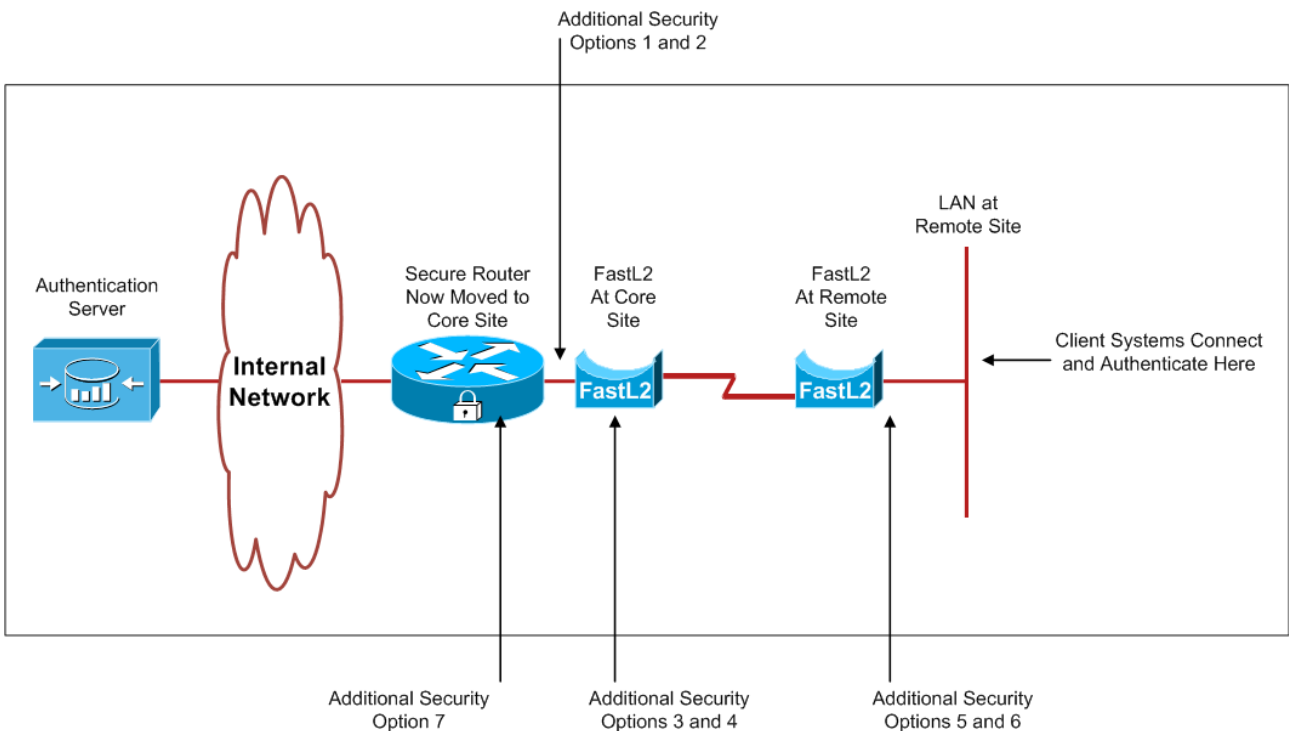 Additional Security
Options 1 and 2
LAN at
Remote Site
Authentication
Server
Secure Router
Now Moved to
Core Site
FastL2
At Core
Site
FastL2
At Remote
Site
Client Systems Connect
and Authenticate Here
Internal
Network
FastL2
FastL2
Additional Security
Option 7
Additional Security
Options 3 and 4
Additional Security
Options 5 and 6